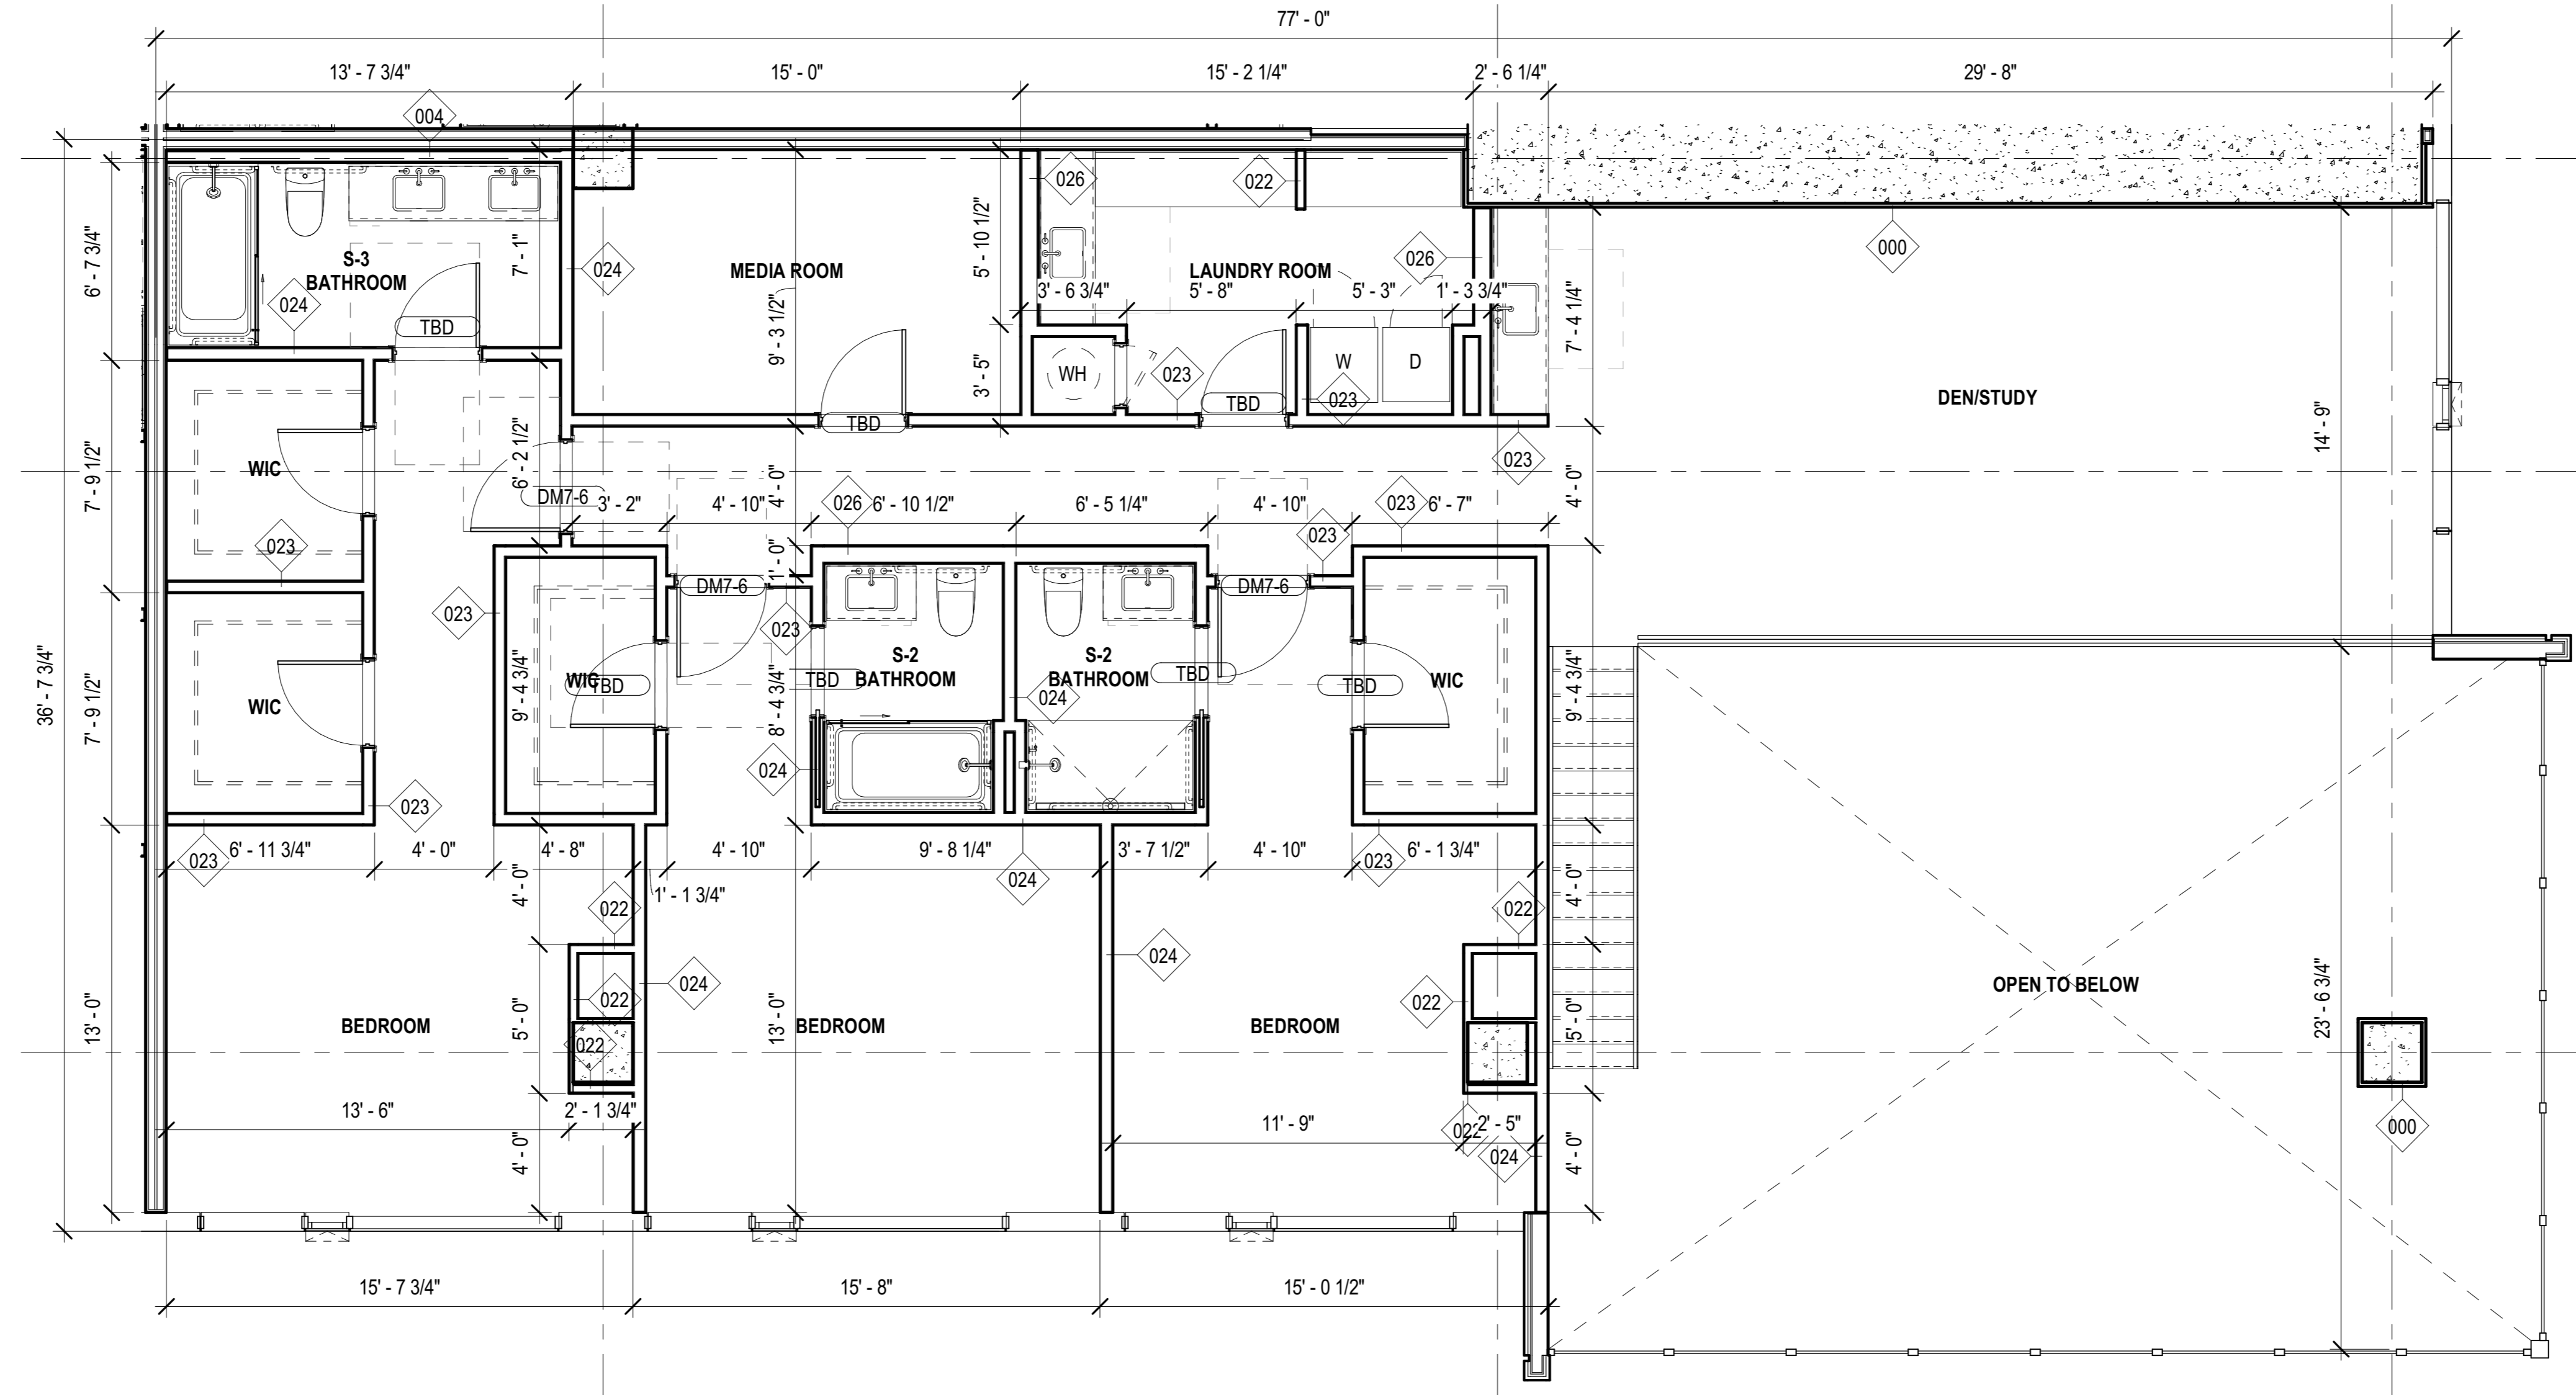 77' - 0"
13' - 7 3/4"
15' - 0"
15' - 2 1/4"
2' - 6 1/4"
29' - 8"
004
026
022
026
000
024
024
023
023
023
6' - 7 3/4"
7' - 1"
S-3
BATHROOM
TBD
MEDIA ROOM
9' - 3 1/2"
5' - 10 1/2"
3' - 5"
TBD
LAUNDRY ROOM
3' - 6 3/4"
5' - 8"
5' - 3"
1' - 3 3/4"
WH
W
D
TBD
7' - 4 1/4"
DEN/STUDY
14' - 9"
36' - 7 3/4"
7' - 9 1/2"
WIC
023
6' - 2 1/2"
DM7-6
3' - 2"
4' - 10"
4' - 0"
026
6' - 10 1/2"
6' - 5 1/4"
4' - 10"
023
6' - 7"
4' - 0"
023
1' - 0"
DM7-6
DM7-6
023
023
7' - 9 1/2"
WIC
9' - 4 3/4"
WIC
TBD
8' - 4 3/4"
TBD
S-2
BATHROOM
S-2
BATHROOM
TBD
024
TBD
WIC
9' - 4 3/4"
024
023
023
6' - 11 3/4"
4' - 0"
4' - 8"
4' - 10"
9' - 8 1/4"
3' - 7 1/2"
4' - 10"
023
6' - 1 3/4"
024
1' - 1 3/4"
4' - 0"
022
022
4' - 0"
024
024
022
022
13' - 0"
BEDROOM
5' - 0"
022
13' - 0"
BEDROOM
BEDROOM
5' - 0"
OPEN TO BELOW
23' - 6 3/4"
13' - 6"
2' - 1 3/4"
11' - 9"
022
2' - 5"
000
4' - 0"
024
4' - 0"
15' - 7 3/4"
15' - 8"
15' - 0 1/2"